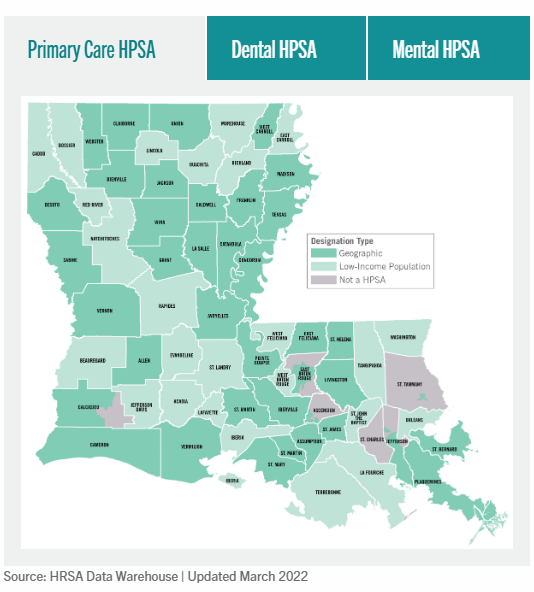 Primary Care HPSA
Dental HPSA
Mental HPSA
CLAIBORNE
UNION
MOREHOUSE
WEST
CARROLL
EAST
CARROLL
WEBSTER
BOSSIER
CADDO
LINCOLN
OUACHITA
RICHLAND
MADISON
BIENVILLE
JACKSON
DESOTO
RED RIVER
CALDWELL
FRANKLIN
TENSAS
WINN
NATCHITOCHES
SABINE
GRANT
LA SALLE
CATAHOULA
CONCORDIA
Designation Type
Geographic
Low-Income Population
Not a HPSA
VERNON
RAPIDES
AVOYELLES
BEAUREGARD
ALLEN
EVANGELINE
ST. LANDRY
POINTE
COUPEE
WEST
FELICIANA
EAST
FELICIANA
ST. HELENA
WASHINGTON
TANGIPAHOA
ST. TAMMANY
WEST
BATON
ROUGE
EAST
BATON
ROUGE
LIVINGSTON
CALCASIEU
JEFFERSON
DAVIS
ACADIA
LAFAYETTE
ST. MARTIN
IBERVILLE
ASCENSION
ST. JOHN
THE
BAPTIST
ORLEANS
ST. JAMES
ST. CHARLES
JEFFERSON
ST. BERNARD
CAMERON
VERMILION
IBERIA
ASSUMPTION
ST. MARTIN
ST. MARY
IBERIA
LA FOURCHE
TERREBONNE
PLAQUEMINES
Source: HRSA Data Warehouse | Updated March 2022